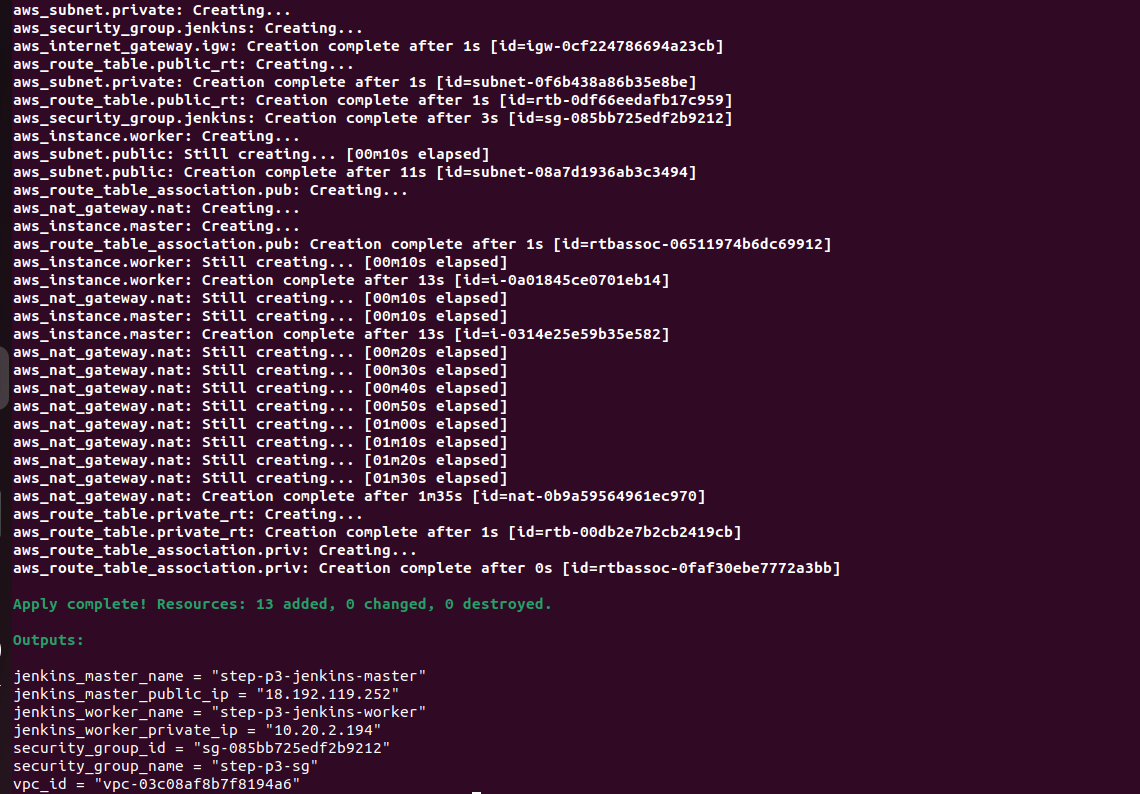 aws_subnet.private: Creating...
aws_security_group.jenkins: Creating...
aws_internet_gateway.igw: Creation complete after 1s [id=igw-0cf224786694a23cb]
aws_route_table.public_rt: Creating...
aws_subnet.private: Creation complete after 1s [id=subnet-0f6b438a86b35e8be]
aws_route_table.public_rt: Creation complete after 1s [id=rtb-0df66eedafb17c959]
aws_security_group.jenkins: Creation complete after 3s [id=sg-085bb725edf2b9212]
aws_instance.worker: Creating...
aws_subnet.public: Still creating... [00m10s elapsed]
aws_subnet.public: Creation complete after 11s [id=subnet-08a7d1936ab3c3494]
aws_route_table_association.pub: Creating...
aws_nat_gateway.nat: Creating...
aws_instance.master: Creating...
aws_route_table_association.pub: Creation complete after 1s [id=rtbassoc-06511974b6dc69912]
aws_instance.worker: Still creating... [00m10s elapsed]
aws_instance.worker: Creation complete after 13s [id=i-0a01845ce0701eb14]
aws_nat_gateway.nat: Still creating... [00m10s elapsed]
aws_instance.master: Still creating... [00m10s elapsed]
aws_instance.master: Creation complete after 13s [id=i-0314e25e59b35e582]
aws_nat_gateway.nat: Still creating... [00m20s elapsed]
aws_nat_gateway.nat: Still creating... [00m30s elapsed]
aws_nat_gateway.nat: Still creating... [00m40s elapsed]
aws_nat_gateway.nat: Still creating... [00m50s elapsed]
aws_nat_gateway.nat: Still creating... [01m00s elapsed]
aws_nat_gateway.nat: Still creating... [01m10s elapsed]
aws_nat_gateway.nat: Still creating... [01m20s elapsed]
aws_nat_gateway.nat: Still creating... [01m30s elapsed]
aws_nat_gateway.nat: Creation complete after 1m35s [id=nat-0b9a59564961ec970]
aws_route_table.private_rt: Creating...
aws_route_table.private_rt: Creation complete after 1s [id=rtb-00db2e7b2cb2419cb]
aws_route_table_association.priv: Creating...
aws_route_table_association.priv: Creation complete after 0s [id=rtbassoc-0faf30ebe7772a3bb]
Apply complete! Resources: 13 added, 0 changed, 0 destroyed.
Outputs:
jenkins_master_name = "step-p3-jenkins-master"
jenkins_master_public_ip = "18.192.119.252"
jenkins_worker_name = "step-p3-jenkins-worker"
jenkins_worker_private_ip = "10.20.2.194"
security_group_id = "sg-085bb725edf2b9212"
security_group_name = "step-p3-sg"
vpc_id = "vpc-03c08af8b7f8194a6"